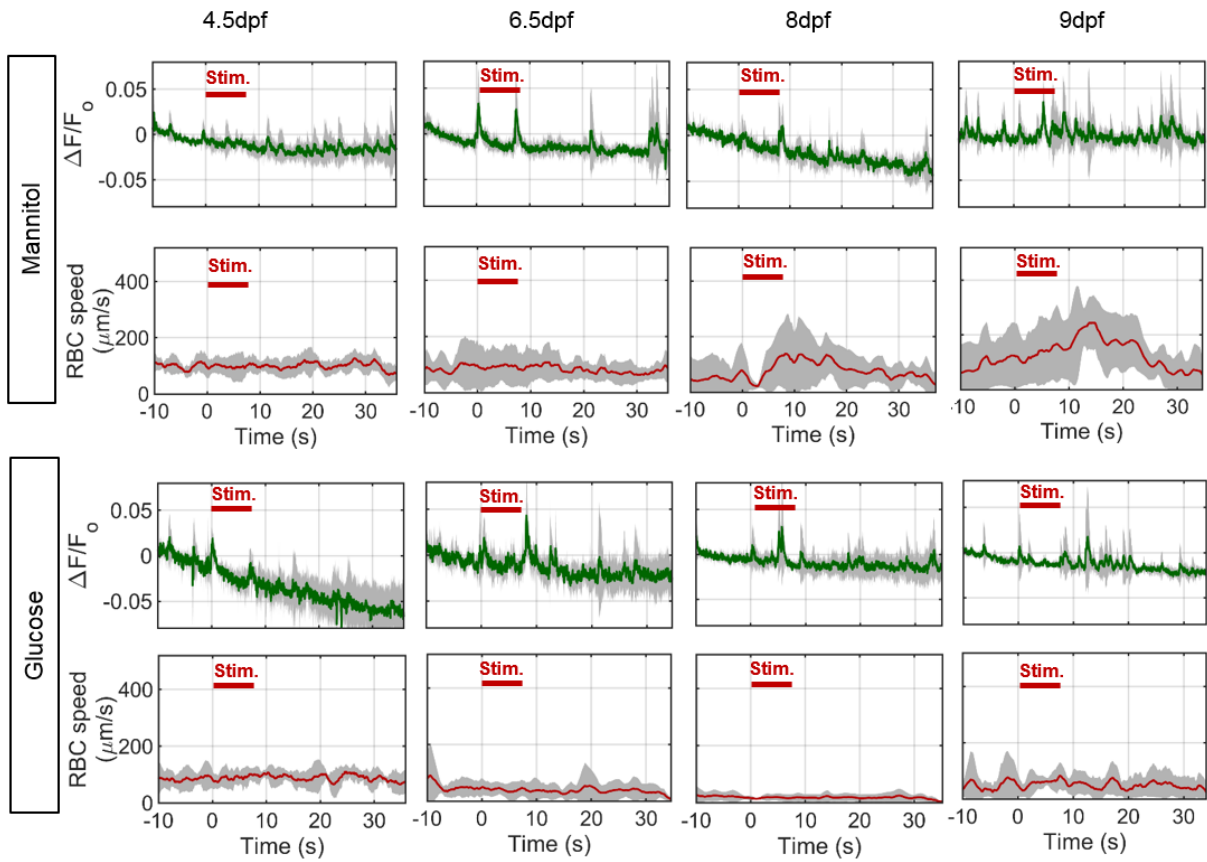 4.5dpf 6.5dpf 8dpf 9dpf
Mannitol
ΔF/Fo
0.05
0
-0.05
Stim. Stim. Stim. Stim.
RBC speed
(μm/s)
400
200
0
Stim. Stim. Stim. Stim.
-10 0 10 20 30 -10 0 10 20 30 -10 0 10 20 30 -10 0 10 20 30
Time (s) Time (s) Time (s) Time (s)
Glucose
ΔF/Fo
0.05
0
-0.05
Stim. Stim. Stim. Stim.
RBC speed
(μm/s)
400
200
0
Stim. Stim. Stim. Stim.
-10 0 10 20 30 -10 0 10 20 30 -10 0 10 20 30 -10 0 10 20 30
Time (s) Time (s) Time (s) Time (s)